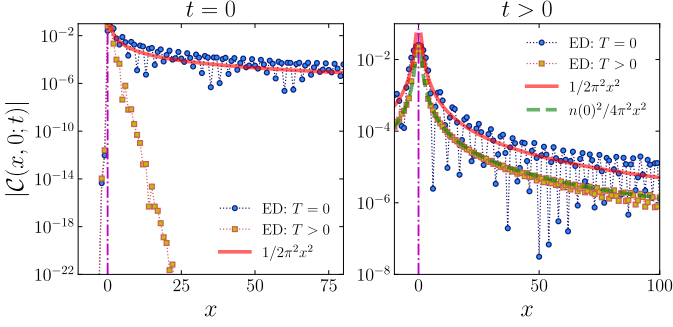 t = 0
t > 0
|C(x, 0; t)|
10⁻²
10⁻⁶
10⁻¹⁰
10⁻¹⁴
10⁻¹⁸
10⁻²²
ED: T = 0
ED: T > 0
1/2π²x²
0
25
50
75
x
10⁻²
10⁻⁴
10⁻⁶
10⁻⁸
ED: T = 0
ED: T > 0
1/2π²x²
n(0)²/4π²x²
0
50
100
x